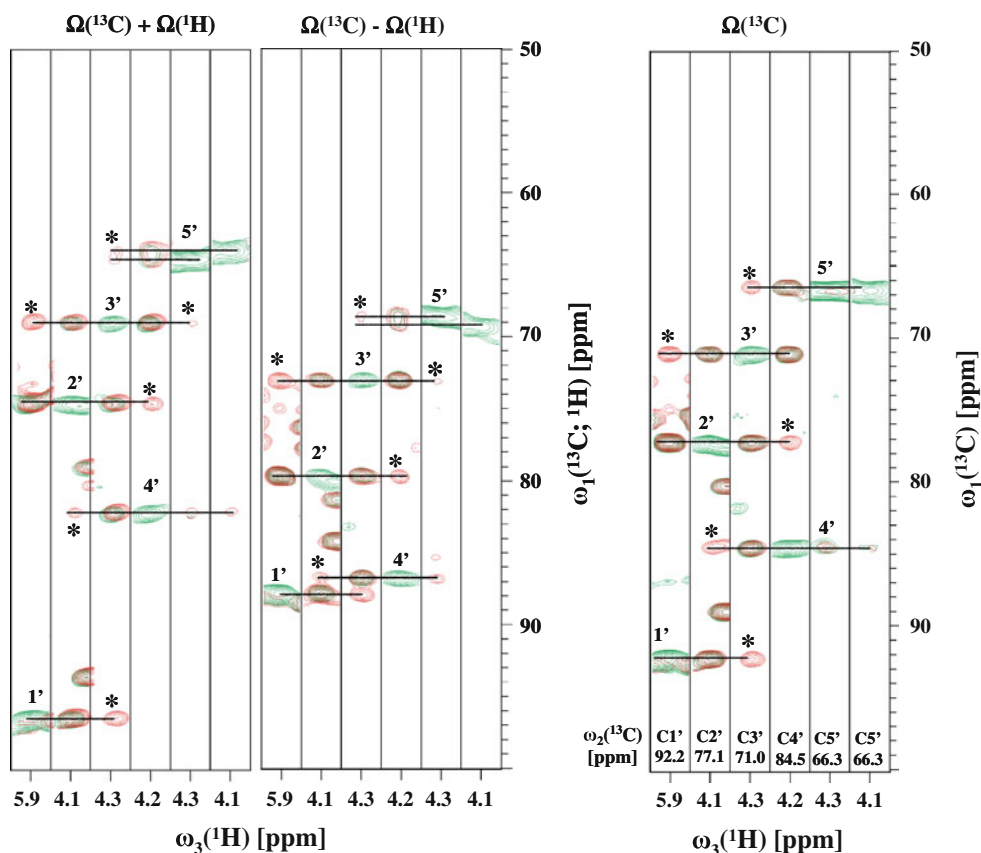 Ω(¹³C) + Ω(¹H)
Ω(¹³C) - Ω(¹H)
Ω(¹³C)
50
60
70
80
90
ω₁(¹³C; ¹H) [ppm]
50
60
70
80
90
ω₁(¹³C) [ppm]
* 5'
* 3' *
2' *
4'
*
1' *
* 5'
* 3' *
2' *
* 4'
1'
* 5'
* 3'
2' *
* 4'
1' *
ω₂(¹³C) C1' C2' C3' C4' C5' C5'
[ppm] 92.2 77.1 71.0 84.5 66.3 66.3
5.9 4.1 4.3 4.2 4.3 4.1
5.9 4.1 4.3 4.2 4.3 4.1
5.9 4.1 4.3 4.2 4.3 4.1
ω₃(¹H) [ppm]
ω₃(¹H) [ppm]